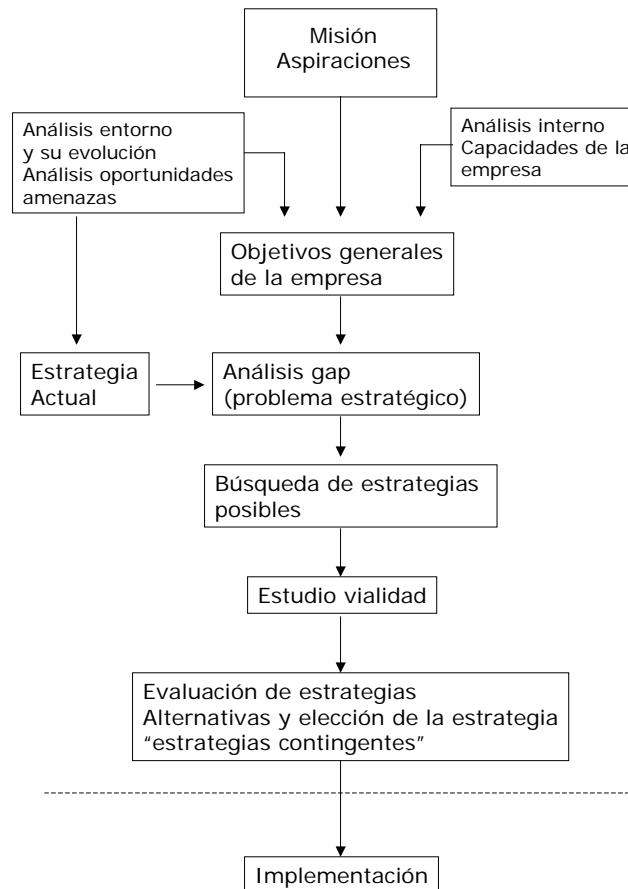 Misión
Aspiraciones
Análisis entorno
y su evolución
Análisis oportunidades
amenazas
Análisis interno
Capacidades de la
empresa
Objetivos generales
de la empresa
Estrategia
Actual
Análisis gap
(problema estratégico)
Búsqueda de estrategias
posibles
Estudio vialidad
Evaluación de estrategias
Alternativas y elección de la estrategia
“estrategias contingentes”
Implementación